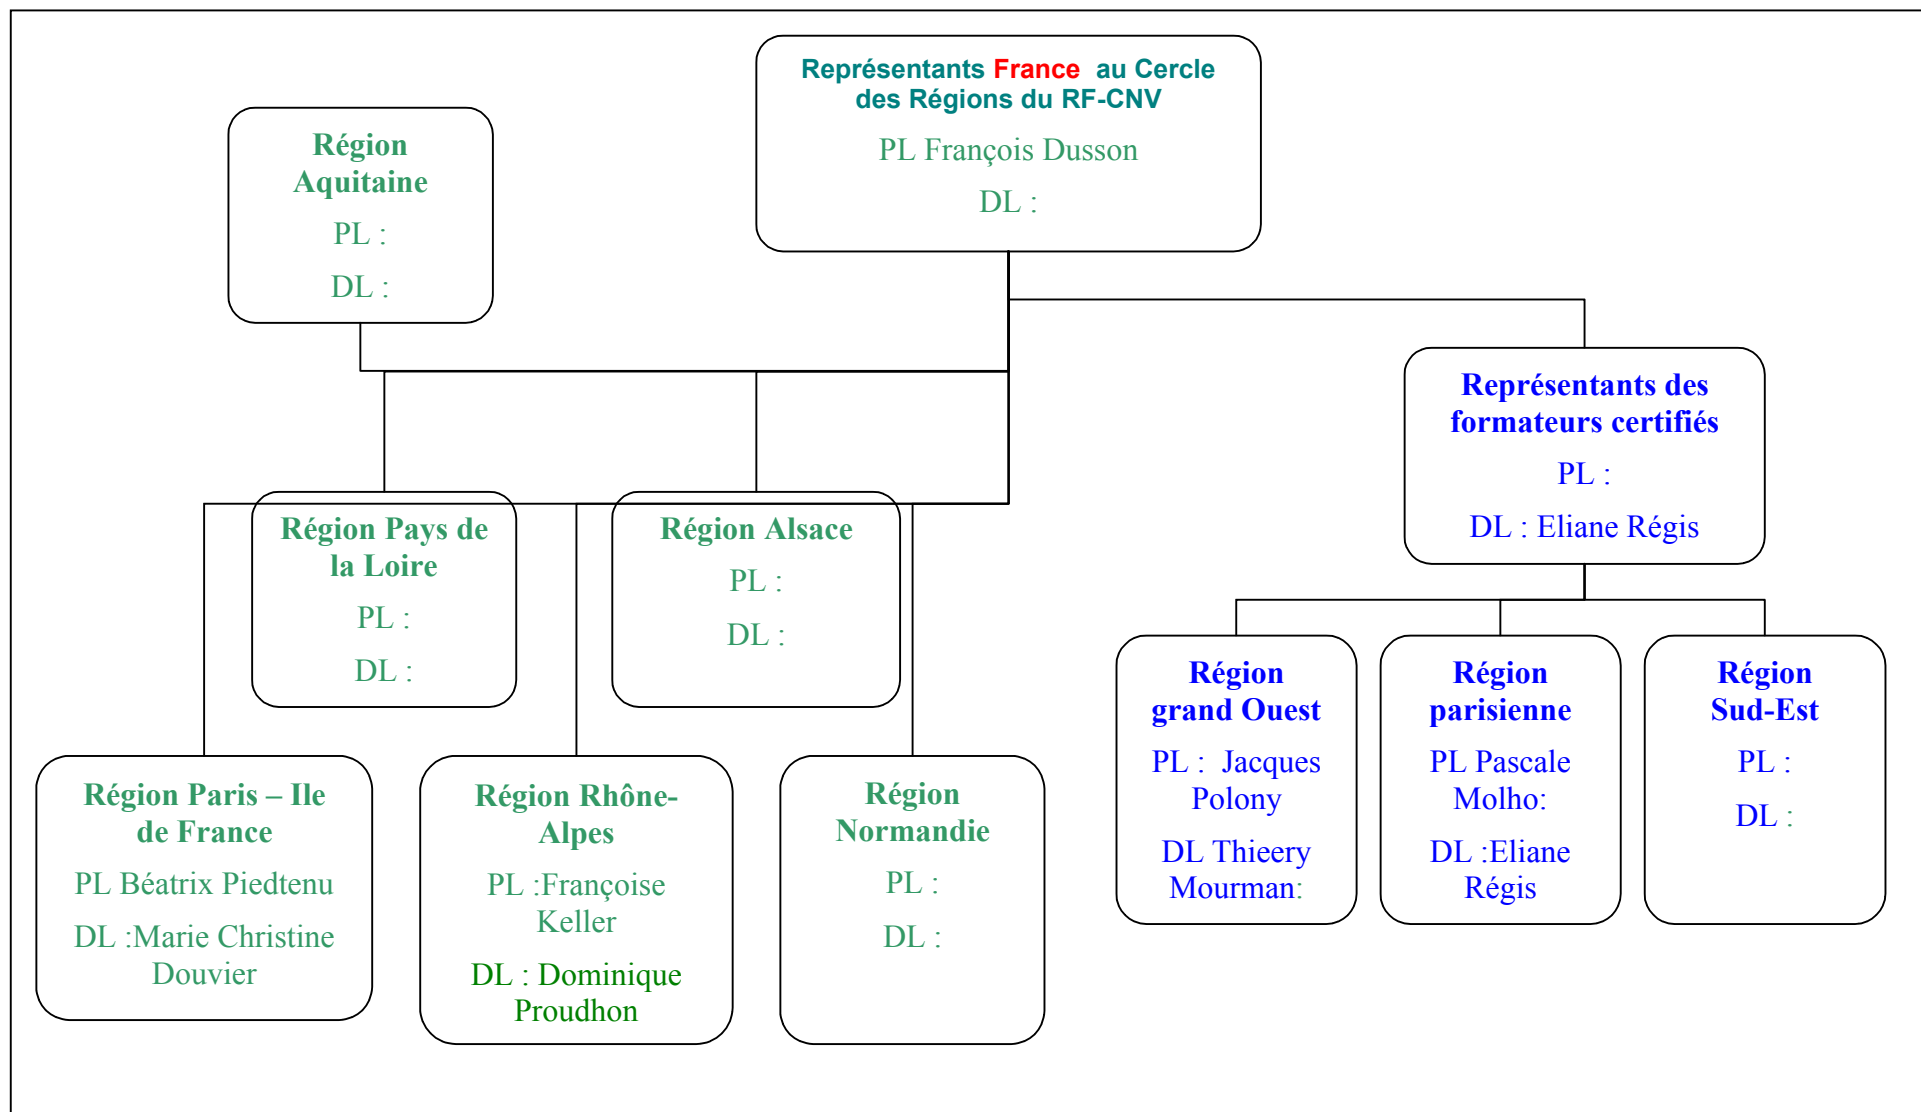 Représentants France au Cercle
des Régions du RF-CNV
PL François Dusson
DL :
Région
Aquitaine
PL :
DL :
Représentants des
formateurs certifiés
PL :
DL : Eliane Régis
Région Pays de
la Loire
PL :
DL :
Région Alsace
PL :
DL :
Région
grand Ouest
PL : Jacques
Polony
DL Thieery
Mourman:
Région
parisienne
PL Pascale
Molho:
DL :Eliane
Régis
Région
Sud-Est
PL :
DL :
Région Paris – Ile
de France
PL Béatrix Piedtenu
DL :Marie Christine
Douvier
Région Rhône-
Alpes
PL :Françoise
Keller
DL : Dominique
Proudhon
Région
Normandie
PL :
DL :